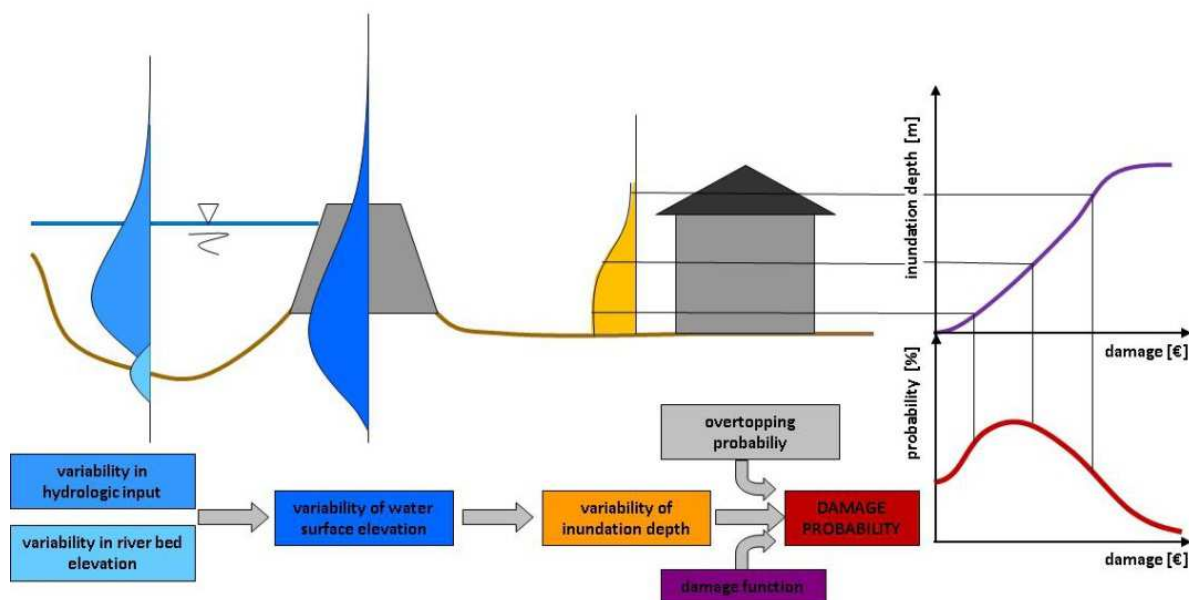 inundation depth [m]
damage [€]
probability [%]
damage [€]
overtopping
probabiliy
variability in
hydrologic input
variability in river bed
elevation
variability of water
surface elevation
variability of
inundation depth
DAMAGE
PROBABILITY
damage function